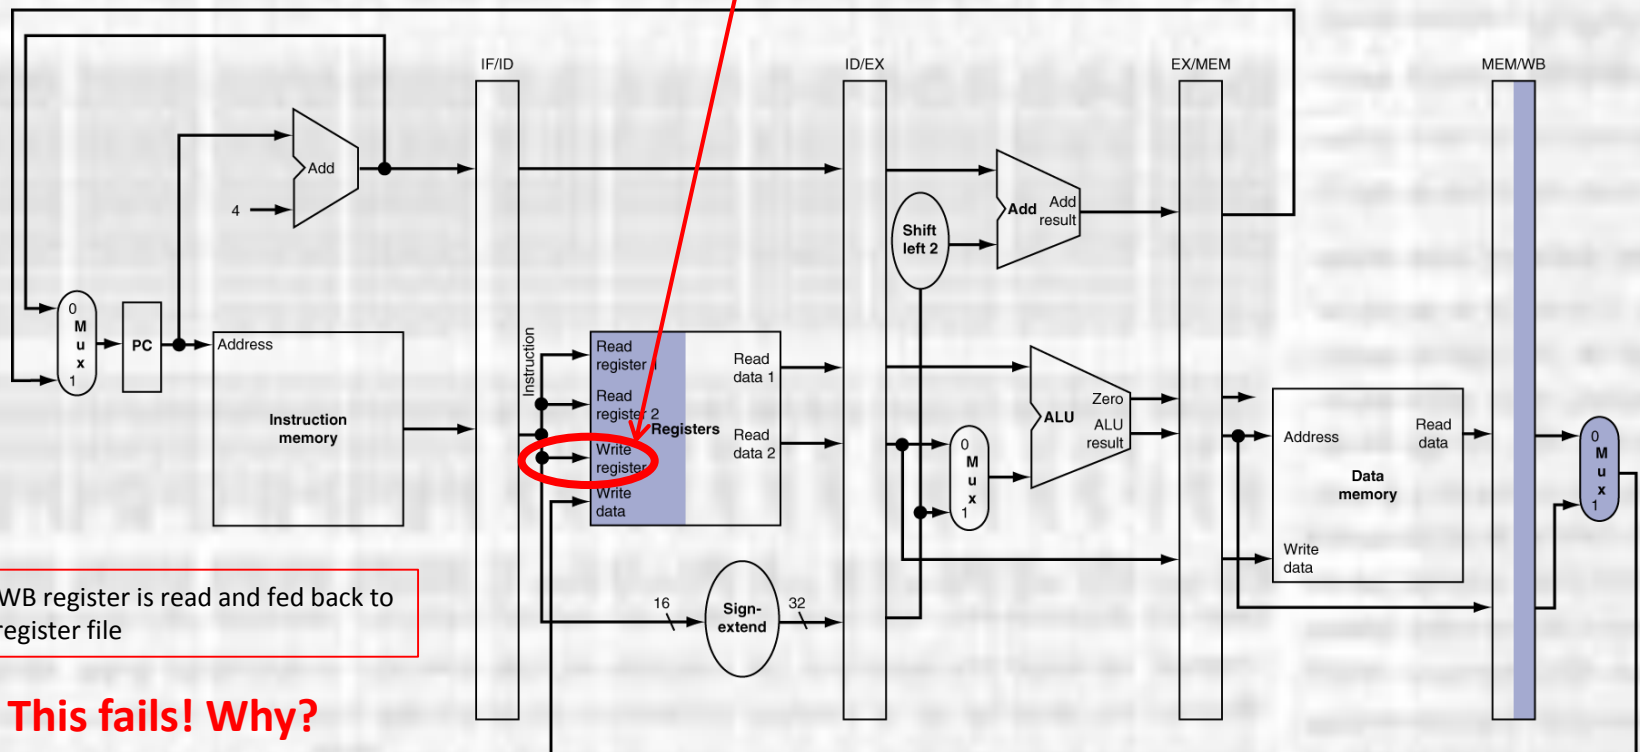 IF/ID
ID/EX
EX/MEM
MEM/WB
Add
4
Shift
left 2
Add
Add
result
0
M
u
x
1
PC
Address
Instruction
memory
Instruction
Read
register 1
Read
register 2
Write
register
Write
data
Registers
Read
data 1
Read
data 2
0
M
u
x
1
Zero
ALU
ALU
result
Address
Read
data
Data
memory
Write
data
0
M
u
x
1
16
Sign-
extend
32
WB register is read and fed back to
register file
This fails! Why?